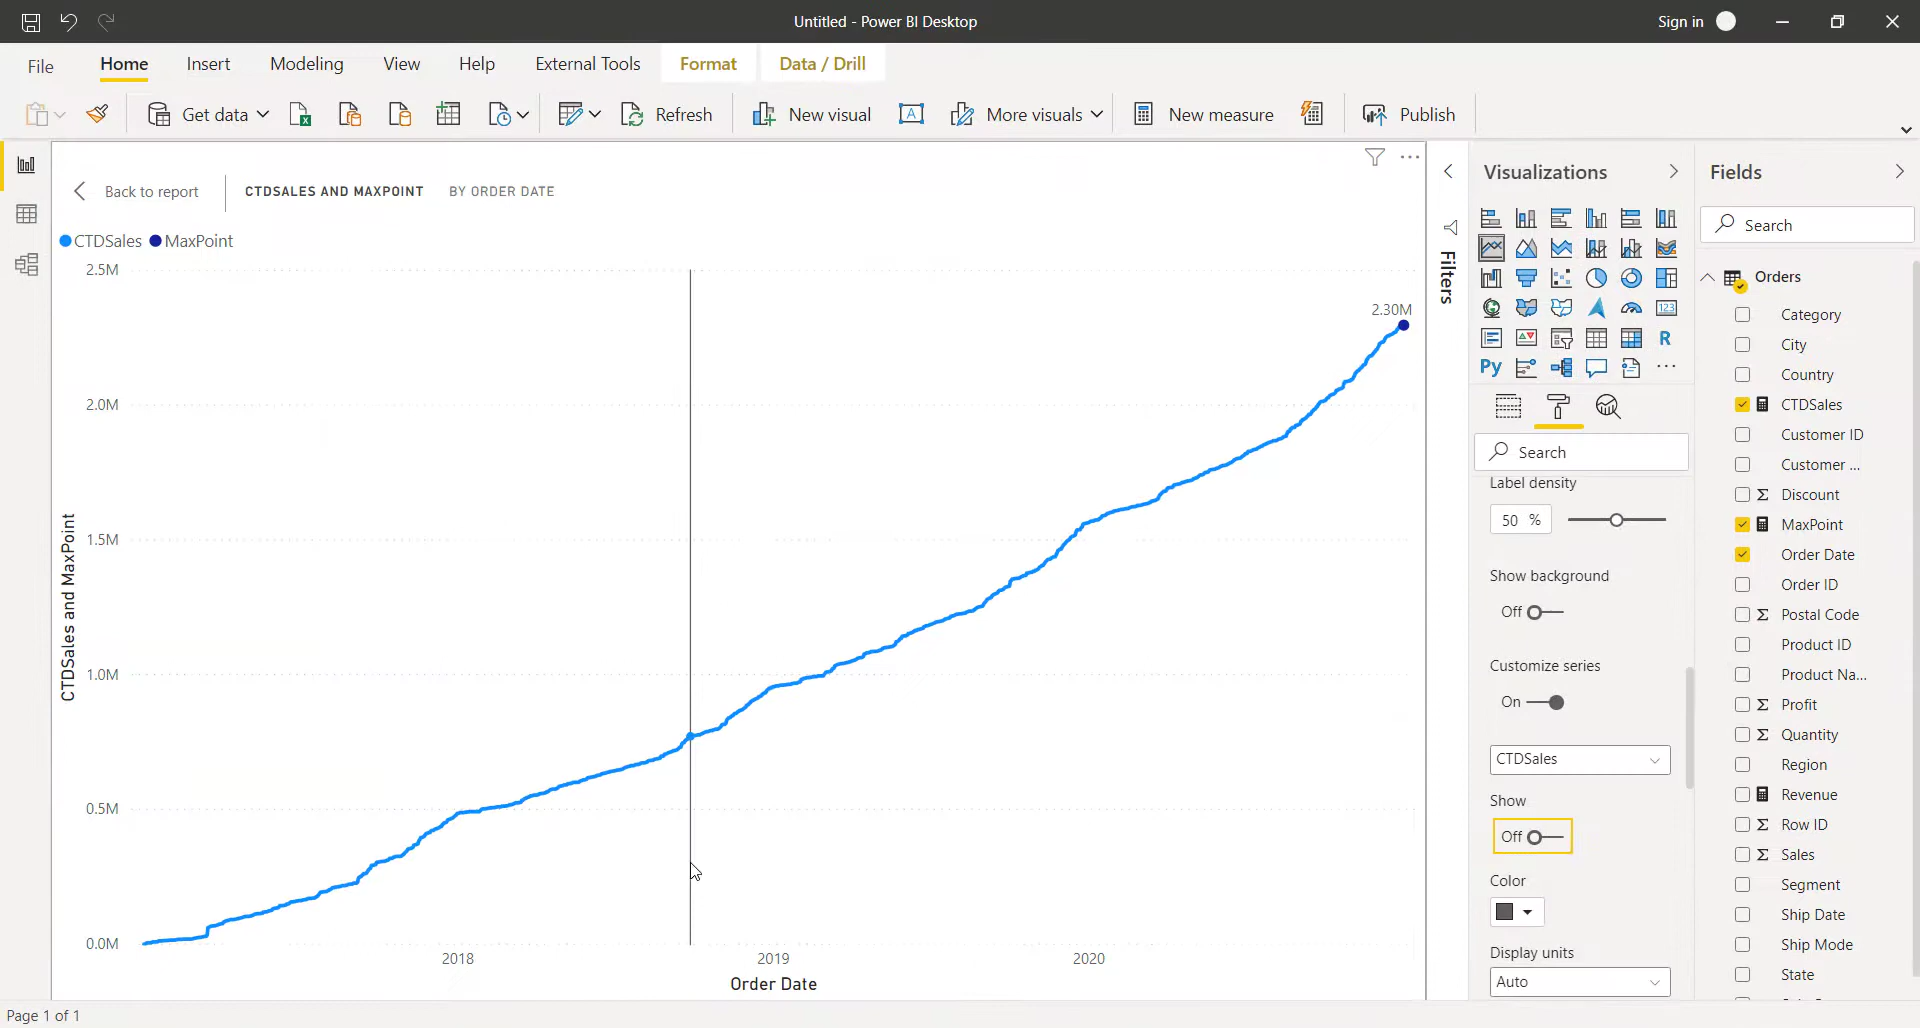 Untitled - Power BI Desktop
Sign in
File
Home
Insert
Modeling
View
Help
External Tools
Format
Data / Drill
Get data
Refresh
New visual
A
More visuals
New measure
Publish
Back to report
CTDSALES AND MAXPOINT
BY ORDER DATE
CTDSales
MaxPoint
2.5M
2.0M
1.5M
1.0M
0.5M
0.0M
CTDSales and MaxPoint
2.30M
2018
2019
2020
Order Date
Filters
Visualizations
123
R
Py
Search
Label density
50 %
Show background
Off
Customize series
On
CTDSales
Show
Off
Color
Display units
Auto
Fields
Search
Orders
Category
City
Country
CTDSales
Customer ID
Customer ...
Σ Discount
MaxPoint
Order Date
Order ID
Σ Postal Code
Product ID
Product Na...
Σ Profit
Σ Quantity
Region
Revenue
Σ Row ID
Σ Sales
Segment
Ship Date
Ship Mode
State
Page 1 of 1